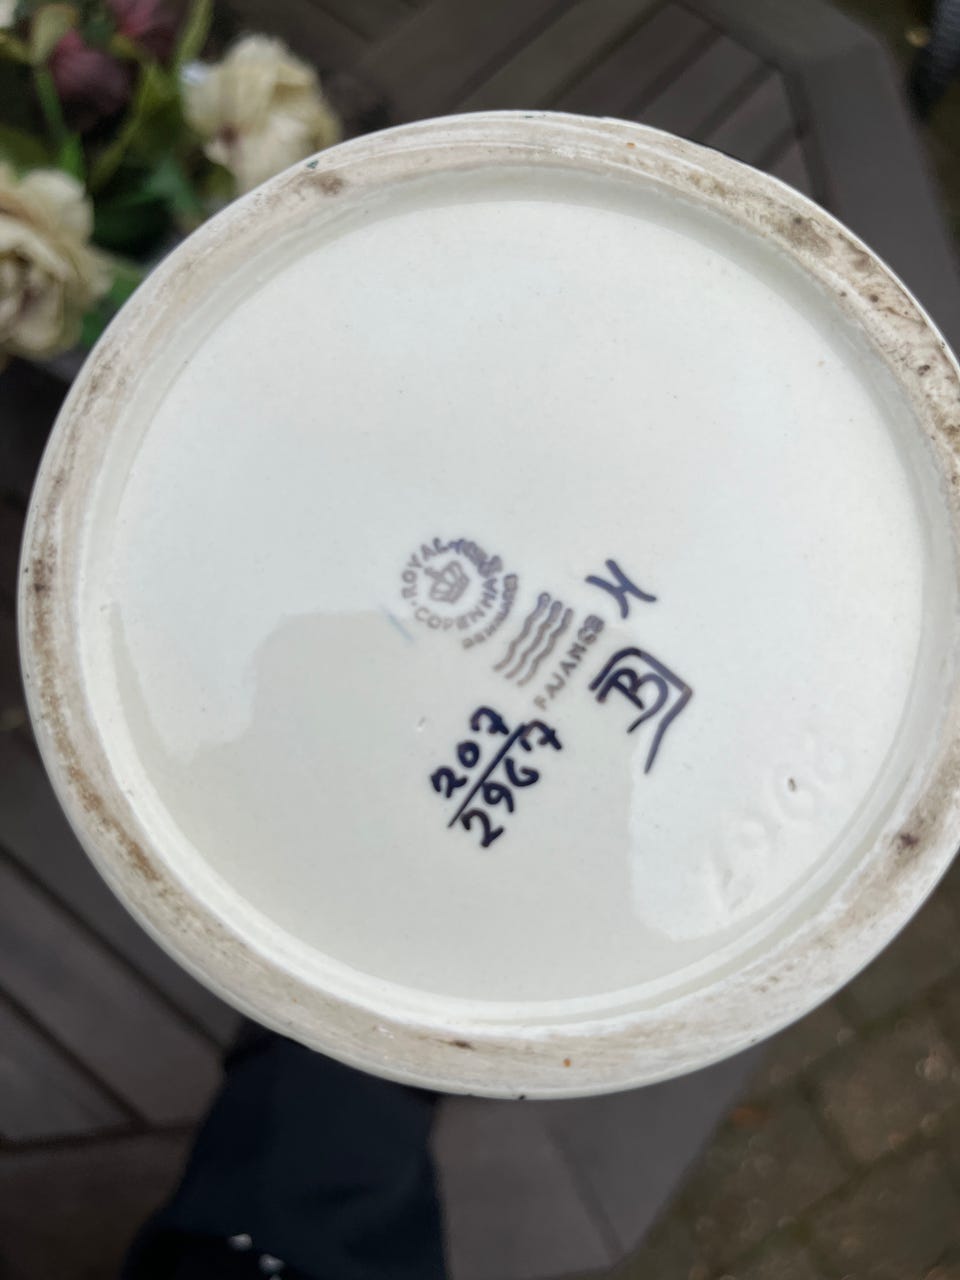 ROYAL COPENHAGEN
DENMARK
FAJANCE
H
B
207
2967